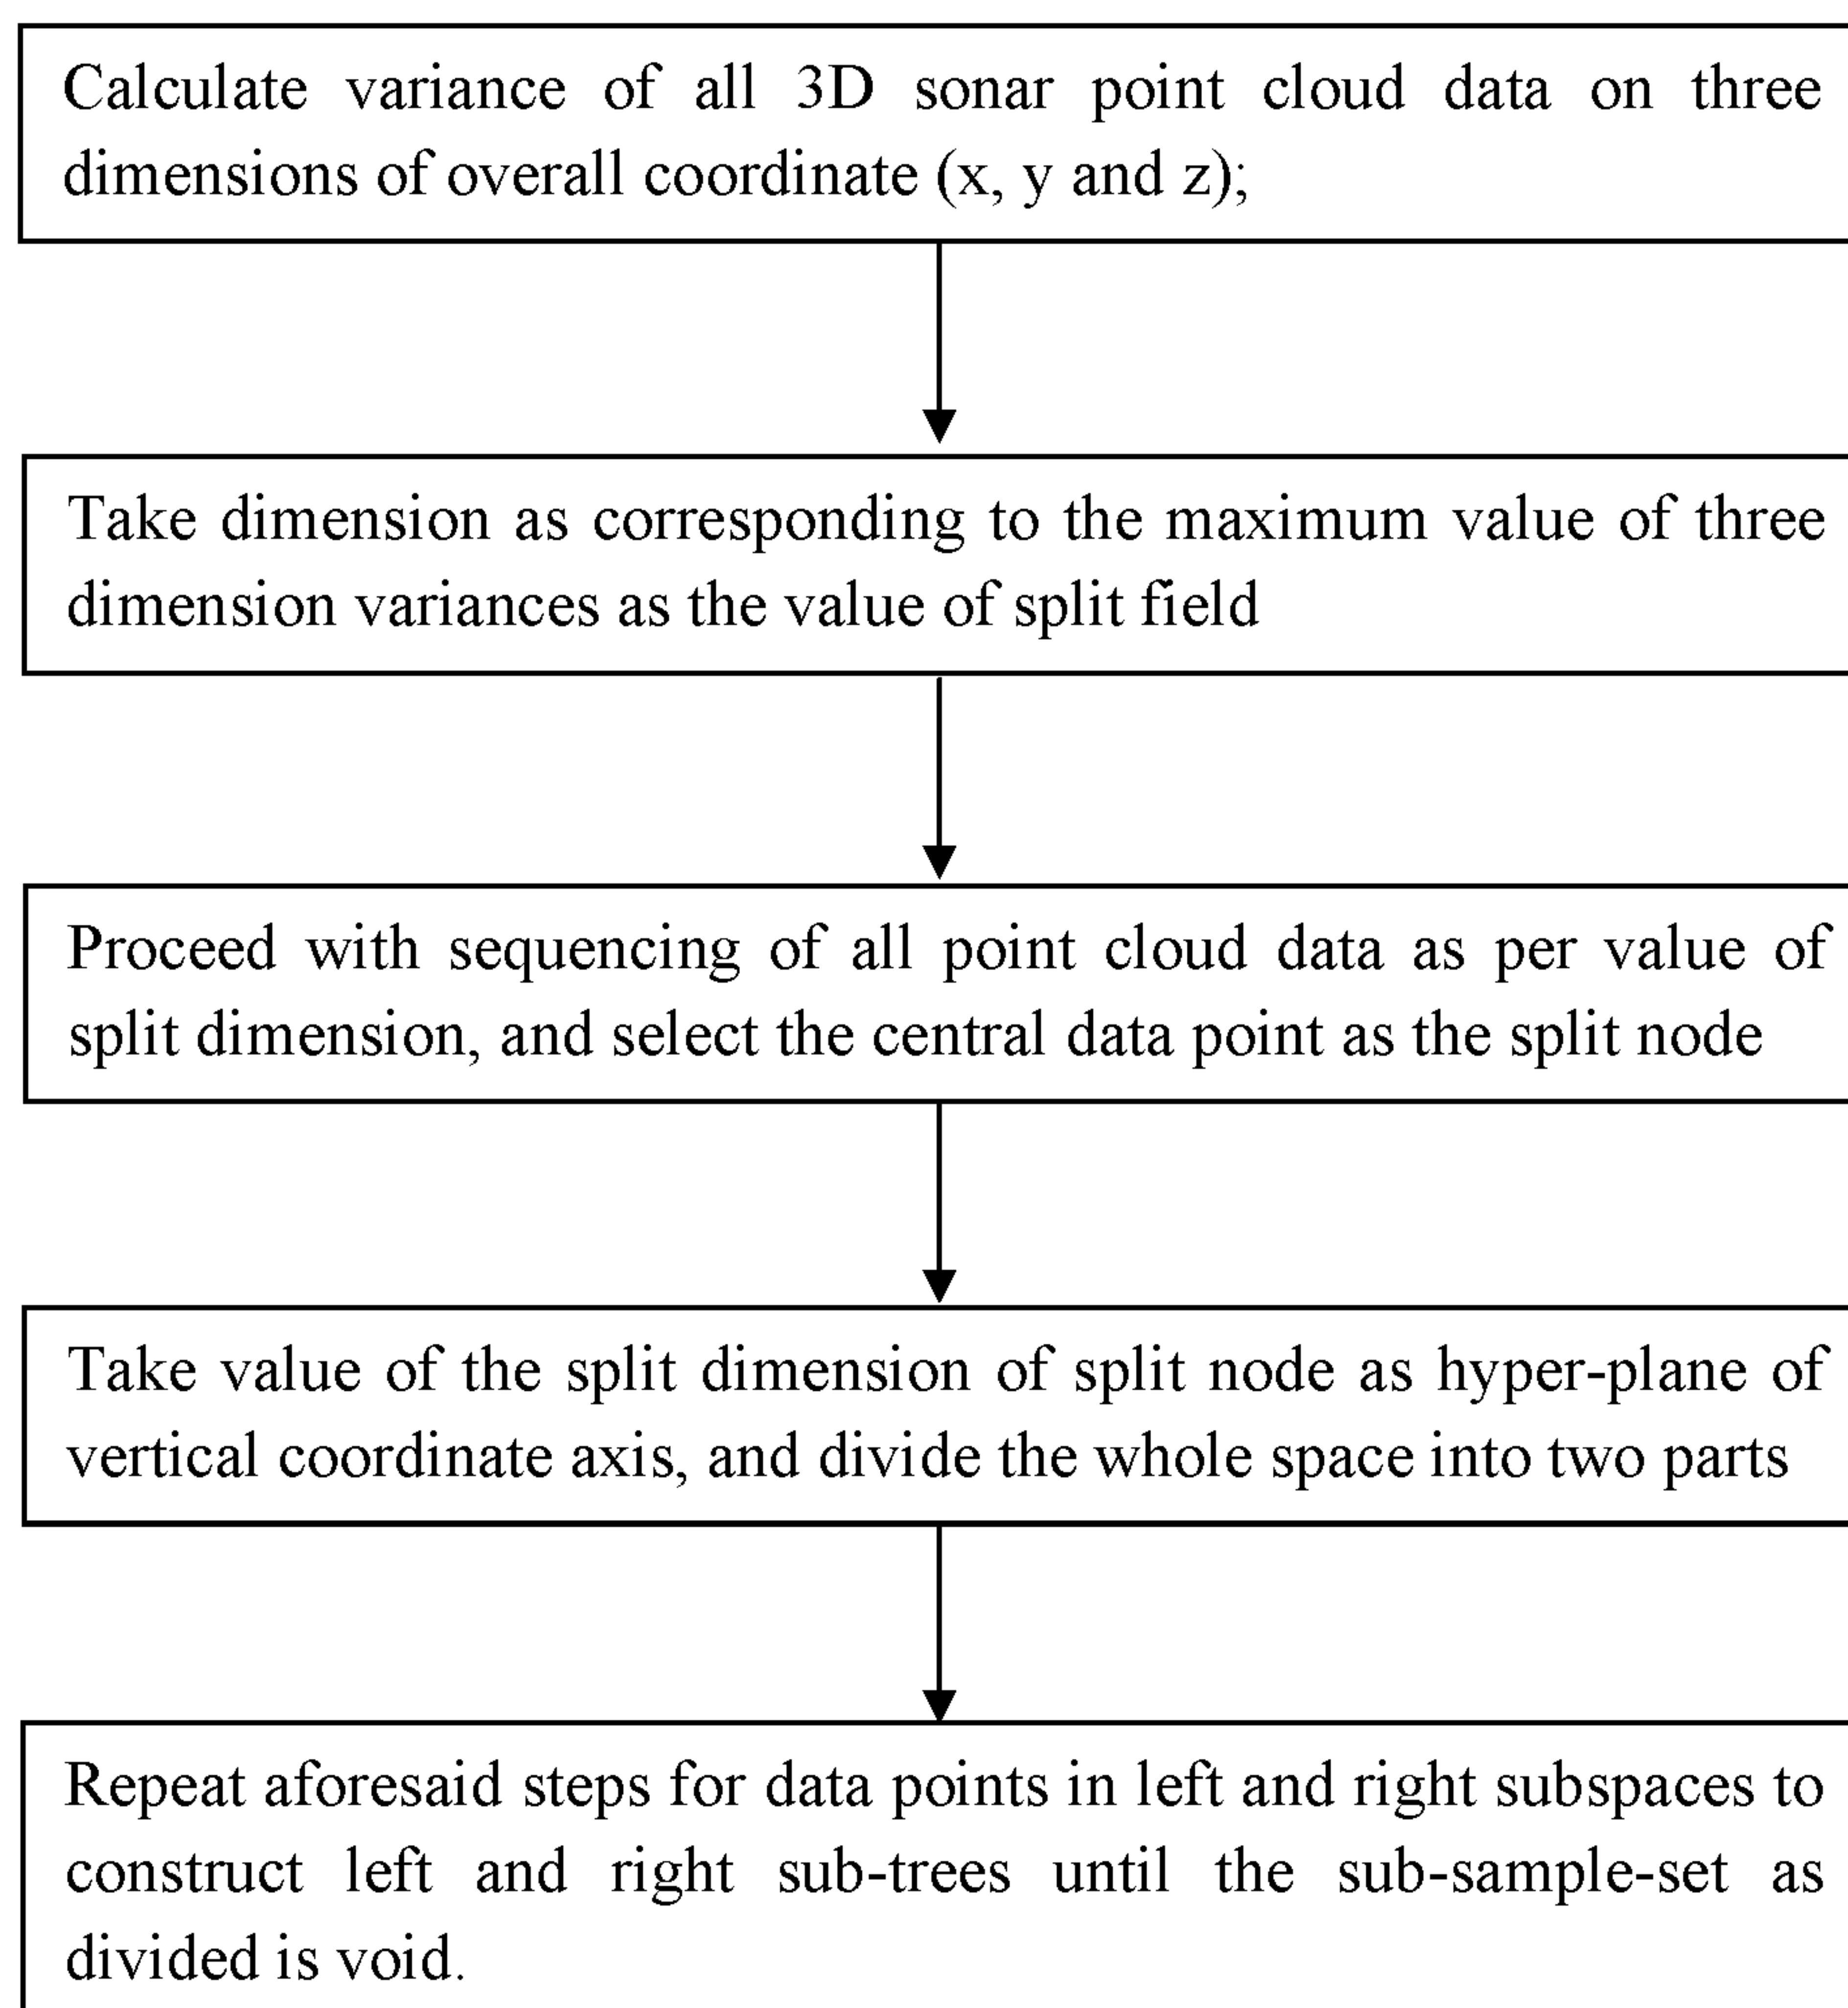 Calculate variance of all 3D sonar point cloud data on three
dimensions of overall coordinate (x, y and z);
Take dimension as corresponding to the maximum value of three
dimension variances as the value of split field
Proceed with sequencing of all point cloud data as per value of
split dimension, and select the central data point as the split node
Take value of the split dimension of split node as hyper-plane of
vertical coordinate axis, and divide the whole space into two parts
Repeat aforesaid steps for data points in left and right subspaces to
construct left and right sub-trees until the sub-sample-set as
divided is void.